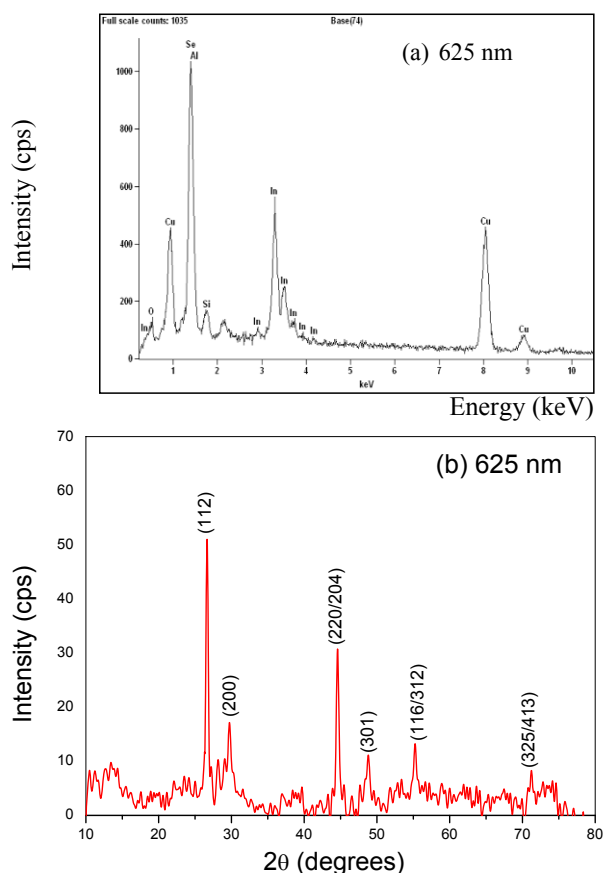 Full scale counts: 1035 Base(74)
(a) 625 nm
Se
Al
1000
In
800
600
Cu
Cu
400
In
200
O
Si
In
In
In
In
In
Cu
0
1 2 3 4 5 6 7 8 9 10
keV
Intensity (cps)
Energy (keV)
(b) 625 nm
70
60
50
40
30
20
10
0
(112)
(200)
(220/204)
(301)
(116/312)
(325/413)
10 20 30 40 50 60 70 80
Intensity (cps)
2θ (degrees)